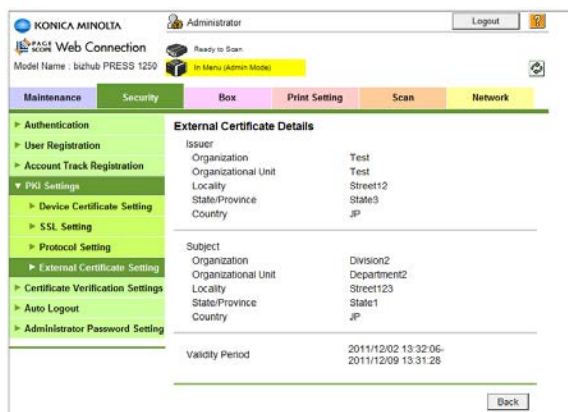 KONICA MINOLTA
Administrator
Logout
?
PAGE SCOPE Web Connection
Ready to Scan
Model Name : bizhub PRESS 1250
In Menu (Admin Mode)
Maintenance Security Box Print Setting Scan Network
Authentication
User Registration
Account Track Registration
PKI Settings
Device Certificate Setting
SSL Setting
Protocol Setting
External Certificate Setting
Certificate Verification Settings
Auto Logout
Administrator Password Setting
External Certificate Details
Issuer
Organization Test
Organizational Unit Test
Locality Street12
State/Province State3
Country JP
Subject
Organization Division2
Organizational Unit Department2
Locality Street123
State/Province State1
Country JP
Validity Period 2011/12/02 13:32:06-
2011/12/09 13:31:28
Back